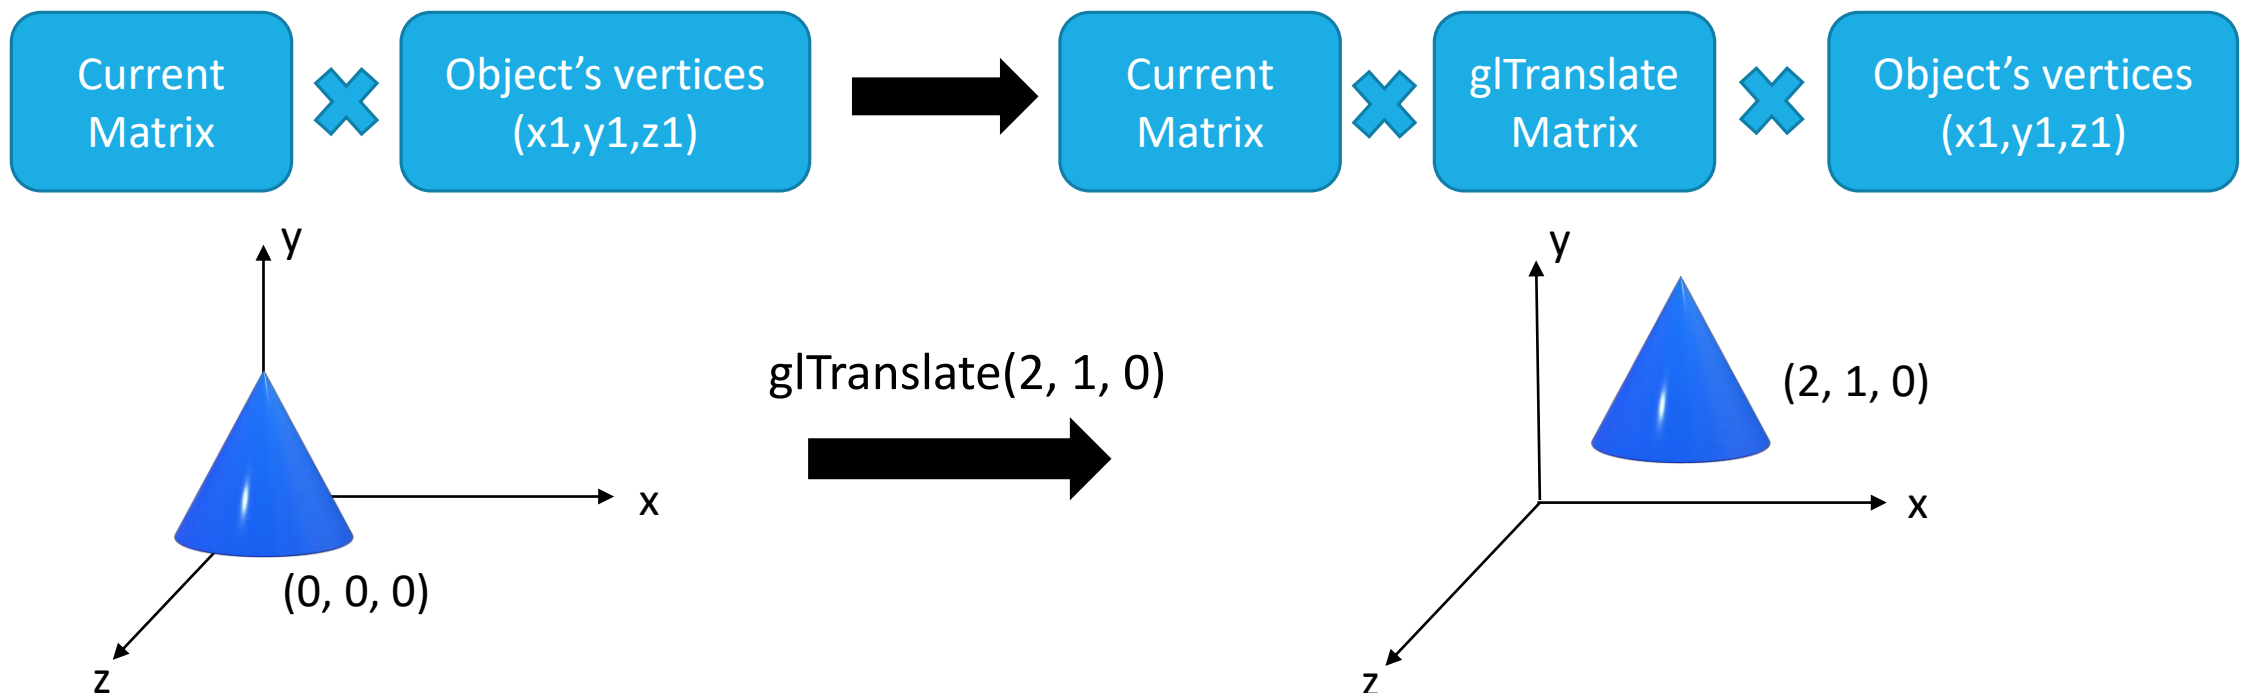 Current
Matrix
Object’s vertices
(x1,y1,z1)
Current
Matrix
glTranslate
Matrix
Object’s vertices
(x1,y1,z1)
y
x
z
(0, 0, 0)
glTranslate(2, 1, 0)
y
(2, 1, 0)
x
z